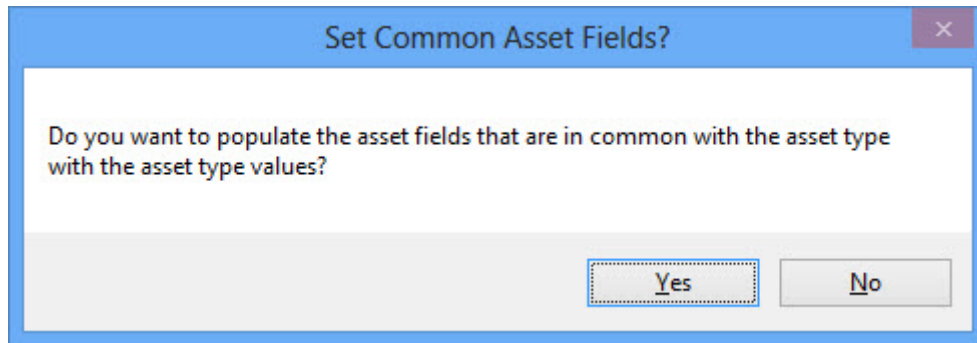 Set Common Asset Fields?
Do you want to populate the asset fields that are in common with the asset type
with the asset type values?
Yes
No